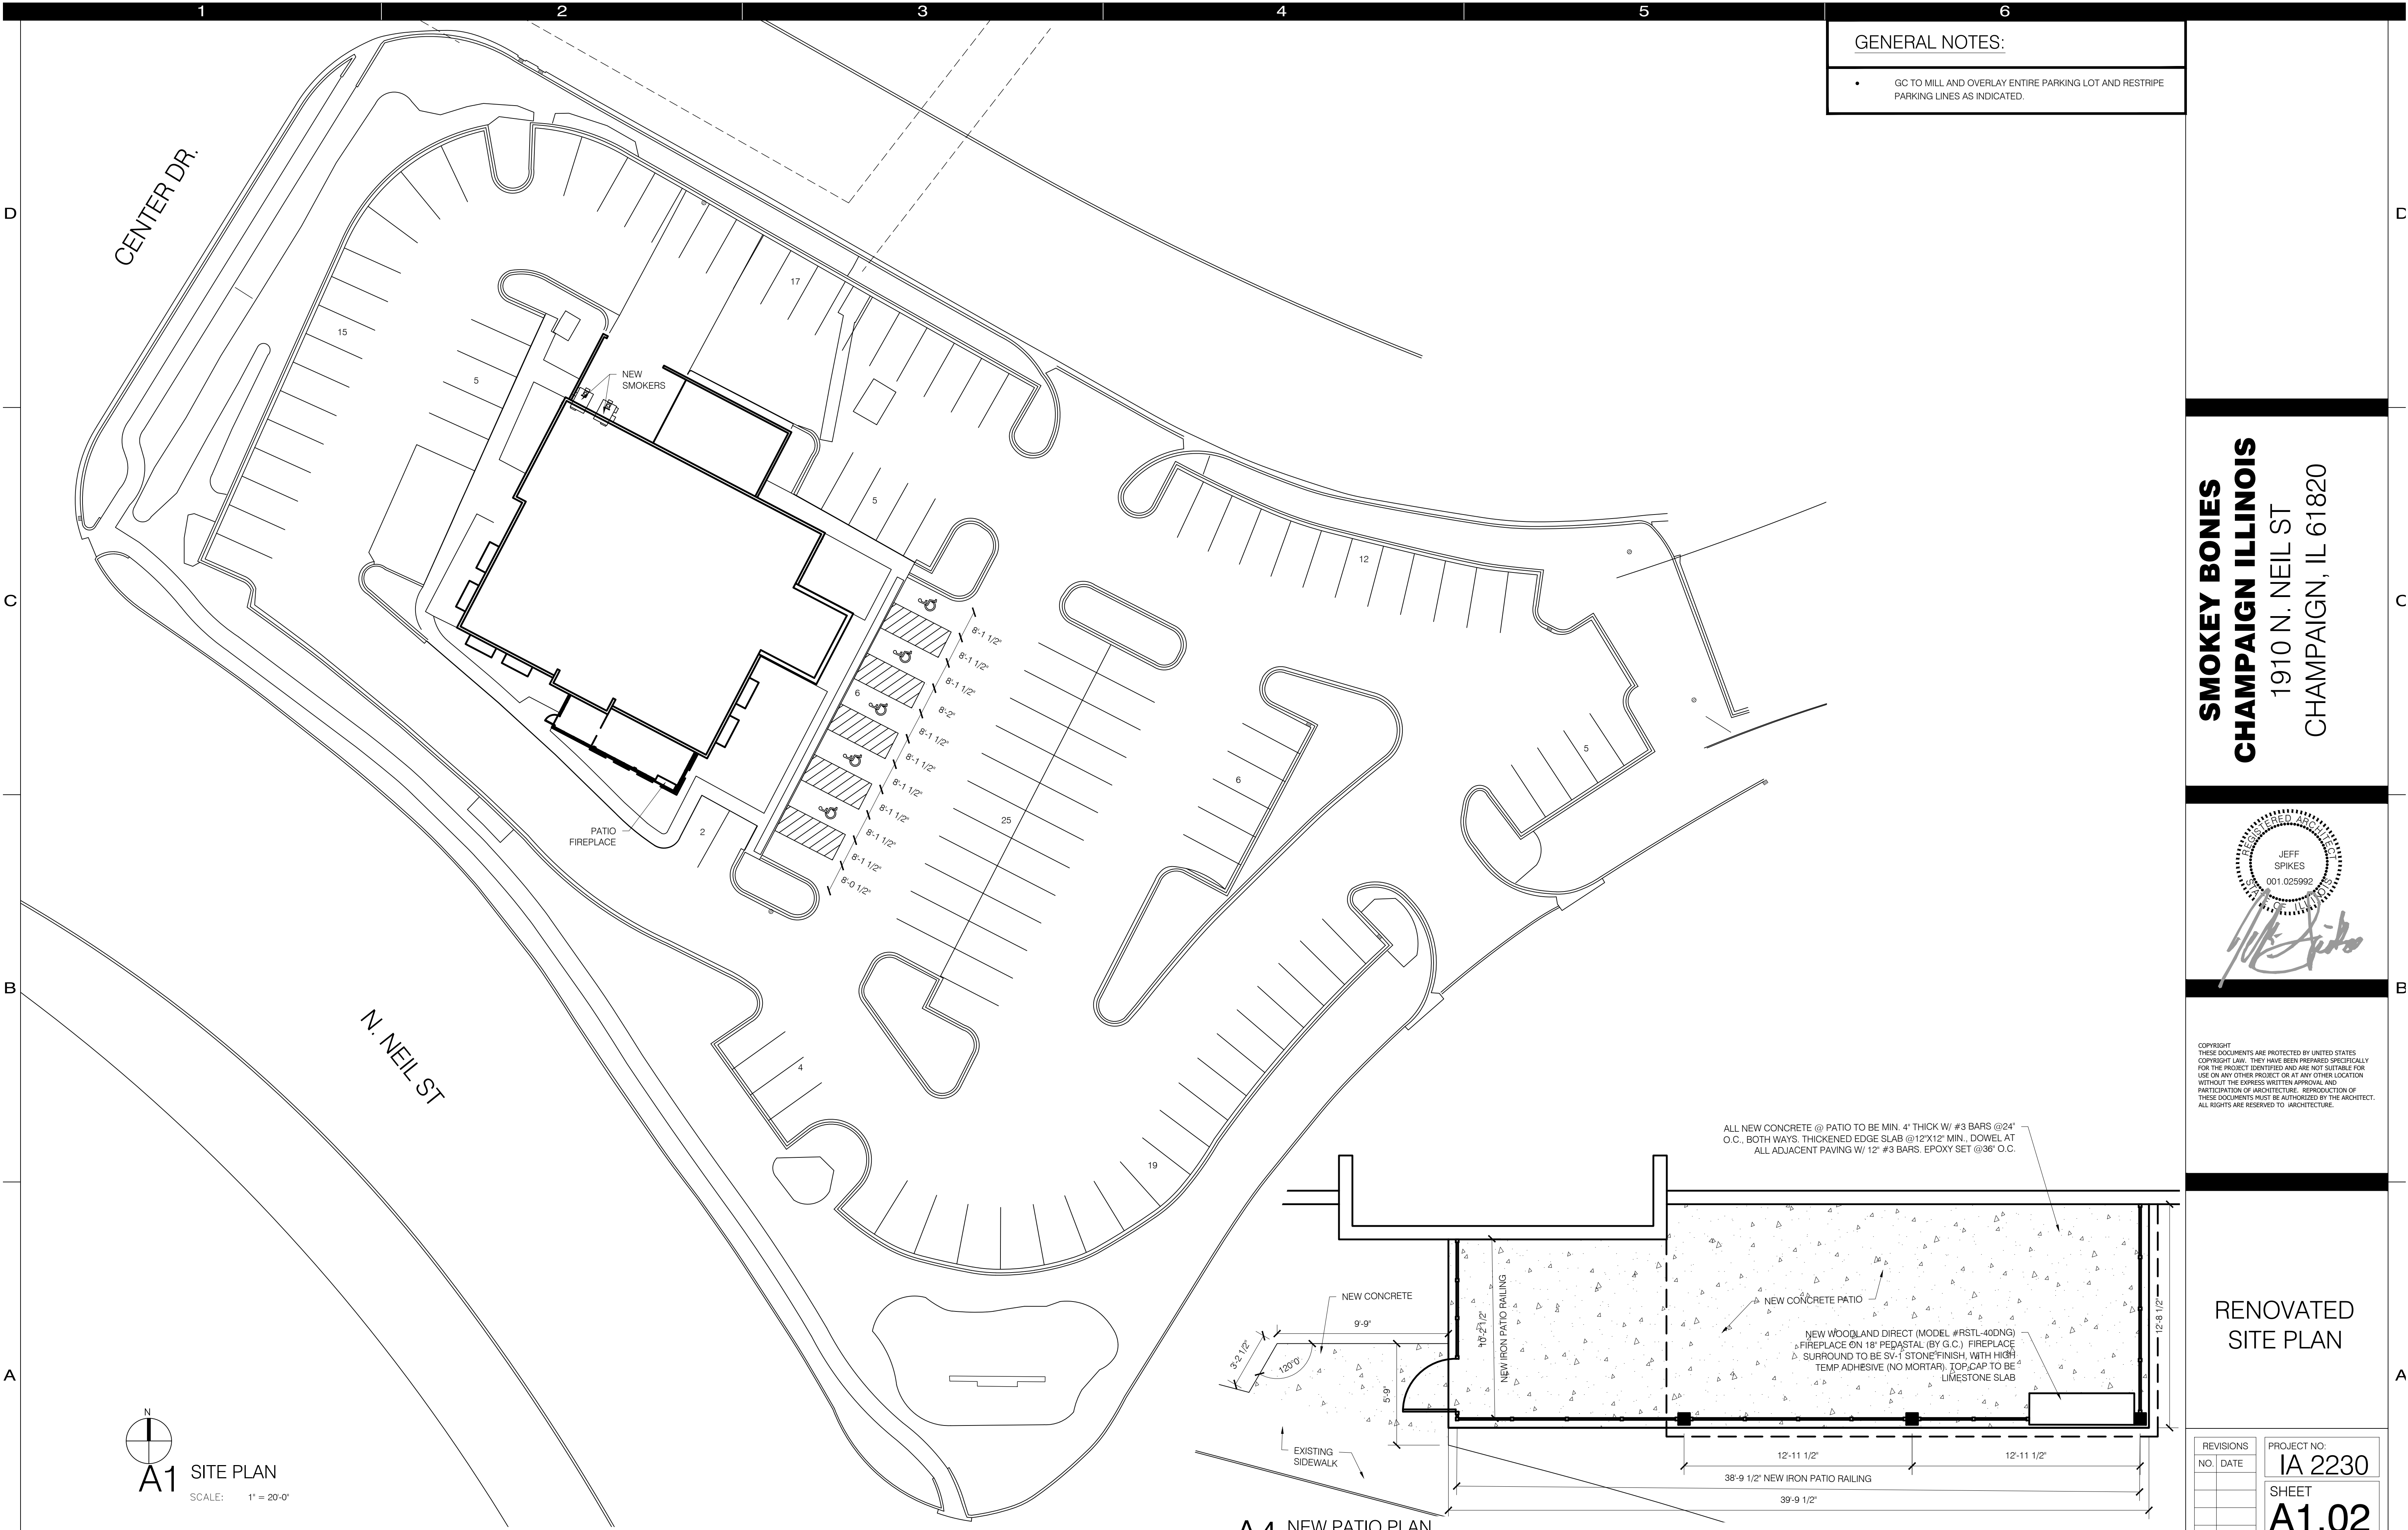 1 2 3 4 5 6
D
C
B
A
D
C
B
A
GENERAL NOTES:
• GC TO MILL AND OVERLAY ENTIRE PARKING LOT AND RESTRIPE
PARKING LINES AS INDICATED.
CENTER DR.
N. NEIL ST
17
15
5
NEW
SMOKERS
5
12
6
5
6
25
2
4
19
PATIO
FIREPLACE
8'-1 1/2"
8'-1 1/2"
8'-1 1/2"
8'-2"
8'-1 1/2"
8'-1 1/2"
8'-1 1/2"
8'-1 1/2"
8'-1 1/2"
8'-1 1/2"
8'-0 1/2"
N
A1 SITE PLAN
SCALE: 1" = 20'-0"
ALL NEW CONCRETE @ PATIO TO BE MIN. 4" THICK W/ #3 BARS @24"
O.C., BOTH WAYS. THICKENED EDGE SLAB @12"X12" MIN., DOWEL AT
ALL ADJACENT PAVING W/ 12" #3 BARS. EPOXY SET @36" O.C.
NEW CONCRETE
9'-9"
3'-2 1/2"
120'0'
5'-9"
10'-2 1/2"
NEW IRON PATIO RAILING
NEW CONCRETE PATIO
NEW WOODLAND DIRECT (MODEL #RSTL-40DNG)
FIREPLACE ON 18" PEDASTAL (BY G.C.) FIREPLACE
SURROUND TO BE SV-1 STONE FINISH, WITH HIGH
TEMP ADHESIVE (NO MORTAR). TOP CAP TO BE
LIMESTONE SLAB
12'-8 1/2"
EXISTING
SIDEWALK
12'-11 1/2"
12'-11 1/2"
38'-9 1/2" NEW IRON PATIO RAILING
39'-9 1/2"
A4 NEW PATIO PLAN
SMOKEY BONES
CHAMPAIGN ILLINOIS
1910 N. NEIL ST
CHAMPAIGN, IL 61820
REGISTERED ARCHITECT
JEFF
SPIKES
001.025992
STATE OF ILLINOIS
COPYRIGHT
THESE DOCUMENTS ARE PROTECTED BY UNITED STATES
COPYRIGHT LAW. THEY HAVE BEEN PREPARED SPECIFICALLY
FOR THE PROJECT IDENTIFIED AND ARE NOT SUITABLE FOR
USE ON ANY OTHER PROJECT OR AT ANY OTHER LOCATION
WITHOUT THE EXPRESS WRITTEN APPROVAL AND
PARTICIPATION OF iARCHITECTURE. REPRODUCTION OF
THESE DOCUMENTS MUST BE AUTHORIZED BY THE ARCHITECT.
ALL RIGHTS ARE RESERVED TO iARCHITECTURE.
RENOVATED
SITE PLAN
REVISIONS
NO. DATE
PROJECT NO:
IA 2230
SHEET
A1.02